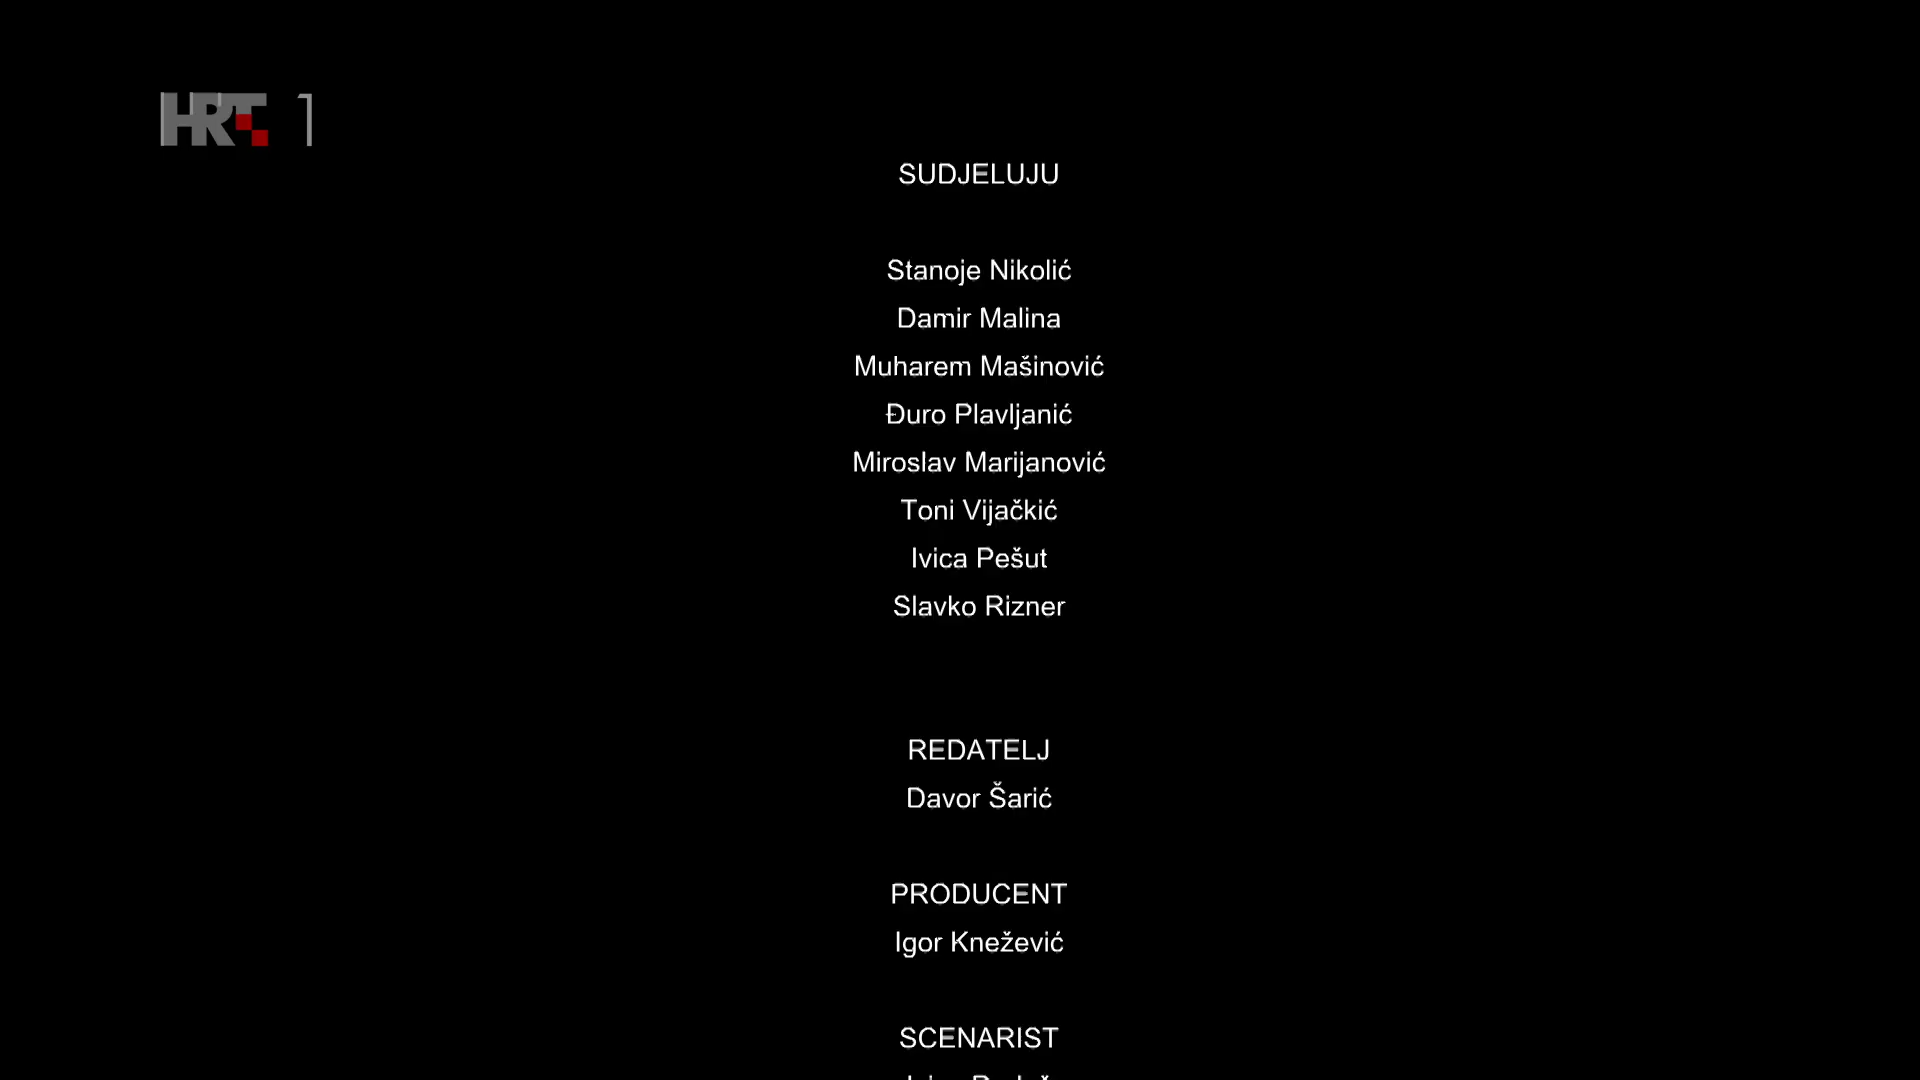 HRT 1
SUDJELUJU
Stanoje Nikolić
Damir Malina
Muharem Mašinović
Đuro Plavljanić
Miroslav Marijanović
Toni Vijačkić
Ivica Pešut
Slavko Rizner
REDATELJ
Davor Šarić
PRODUCENT
Igor Knežević
SCENARIST